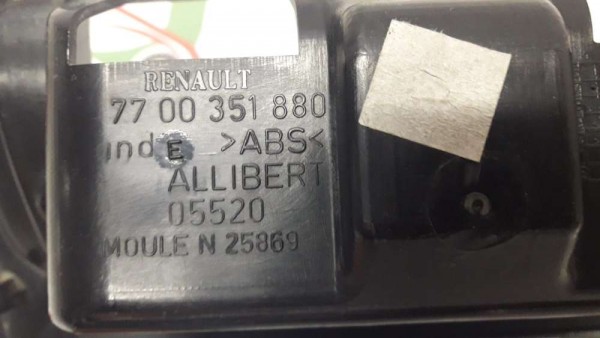 RENAULT
77 00 351 880
ind E >ABS<
ALLIBERT
05520
MOULE N 25869